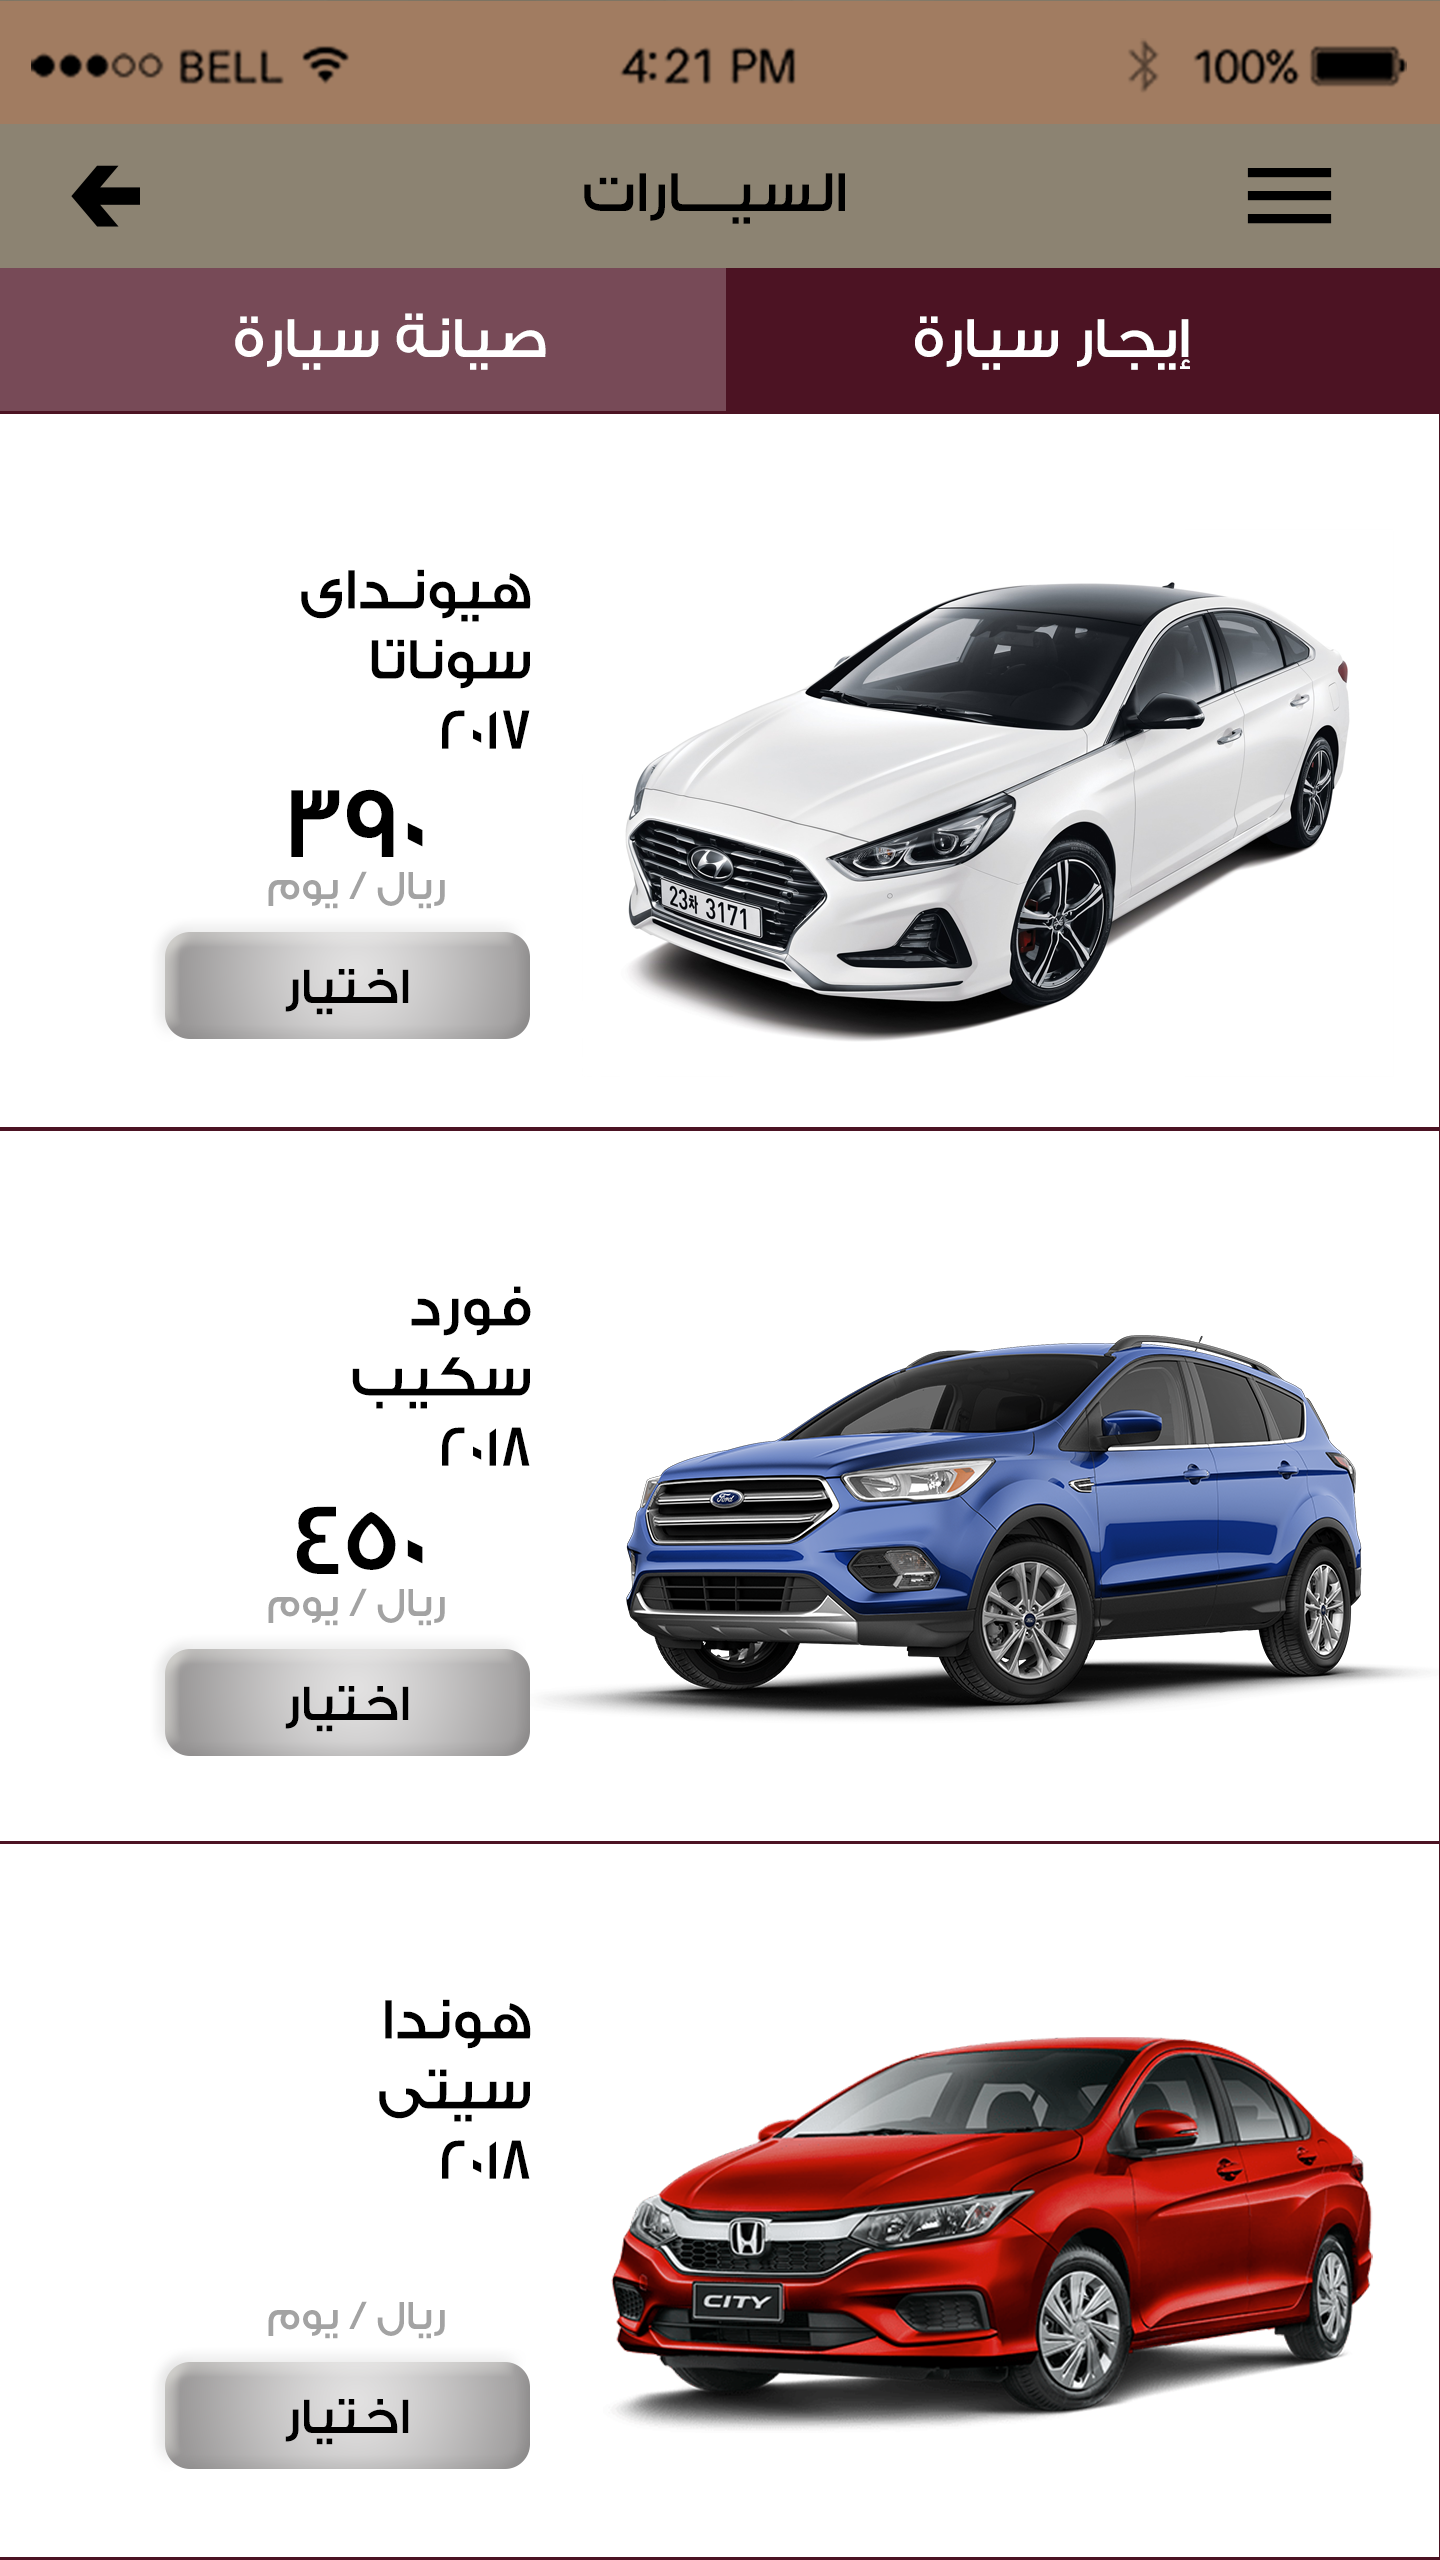 BELL 4:21 PM 100%
السيـــارات
إيجار سيارة
صيانة سيارة
هيونـداى
سوناتا
٢٠١٧
٣٩٠
ريال / يوم
اختيار
23차 3171
فورد
سكيب
٢٠١٨
٤٥٠
ريال / يوم
اختيار
Ford
هوندا
سيتى
٢٠١٨
ريال / يوم
اختيار
CITY